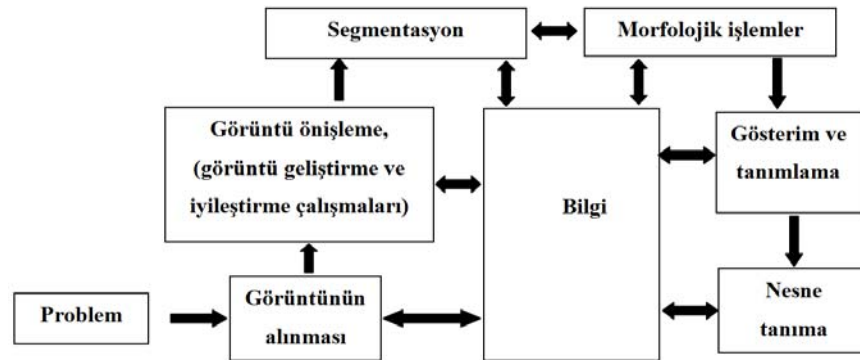 Segmentasyon
Morfolojik işlemler
Görüntü önişleme,
(görüntü geliştirme ve
iyileştirme çalışmaları)
Bilgi
Gösterim ve
tanımlama
Problem
Görüntünün
alınması
Nesne
tanıma